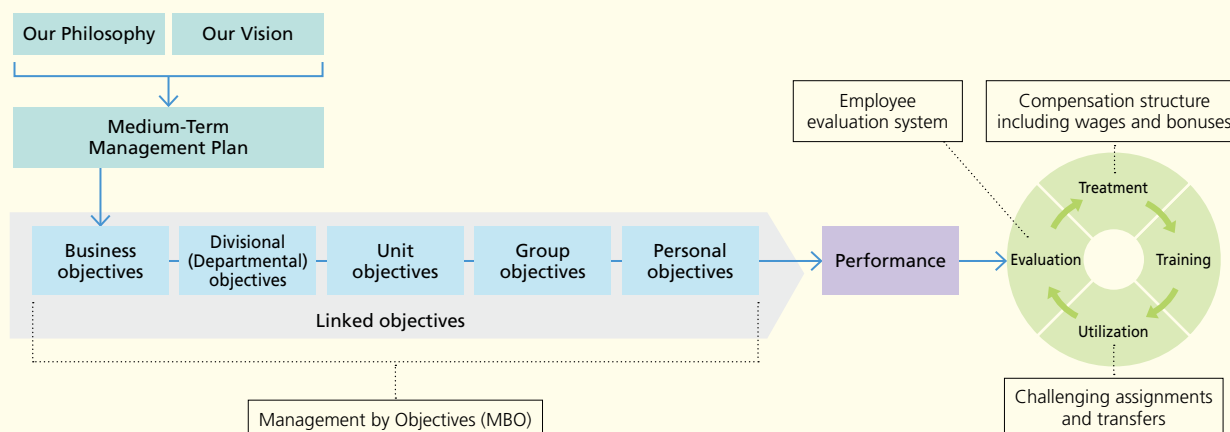 Our Philosophy
Our Vision
Medium-Term
Management Plan
Business
objectives
Divisional
(Departmental)
objectives
Unit
objectives
Group
objectives
Personal
objectives
Linked objectives
Management by Objectives (MBO)
Performance
Employee
evaluation system
Compensation structure
including wages and bonuses
Treatment
Evaluation
Training
Utilization
Challenging assignments
and transfers